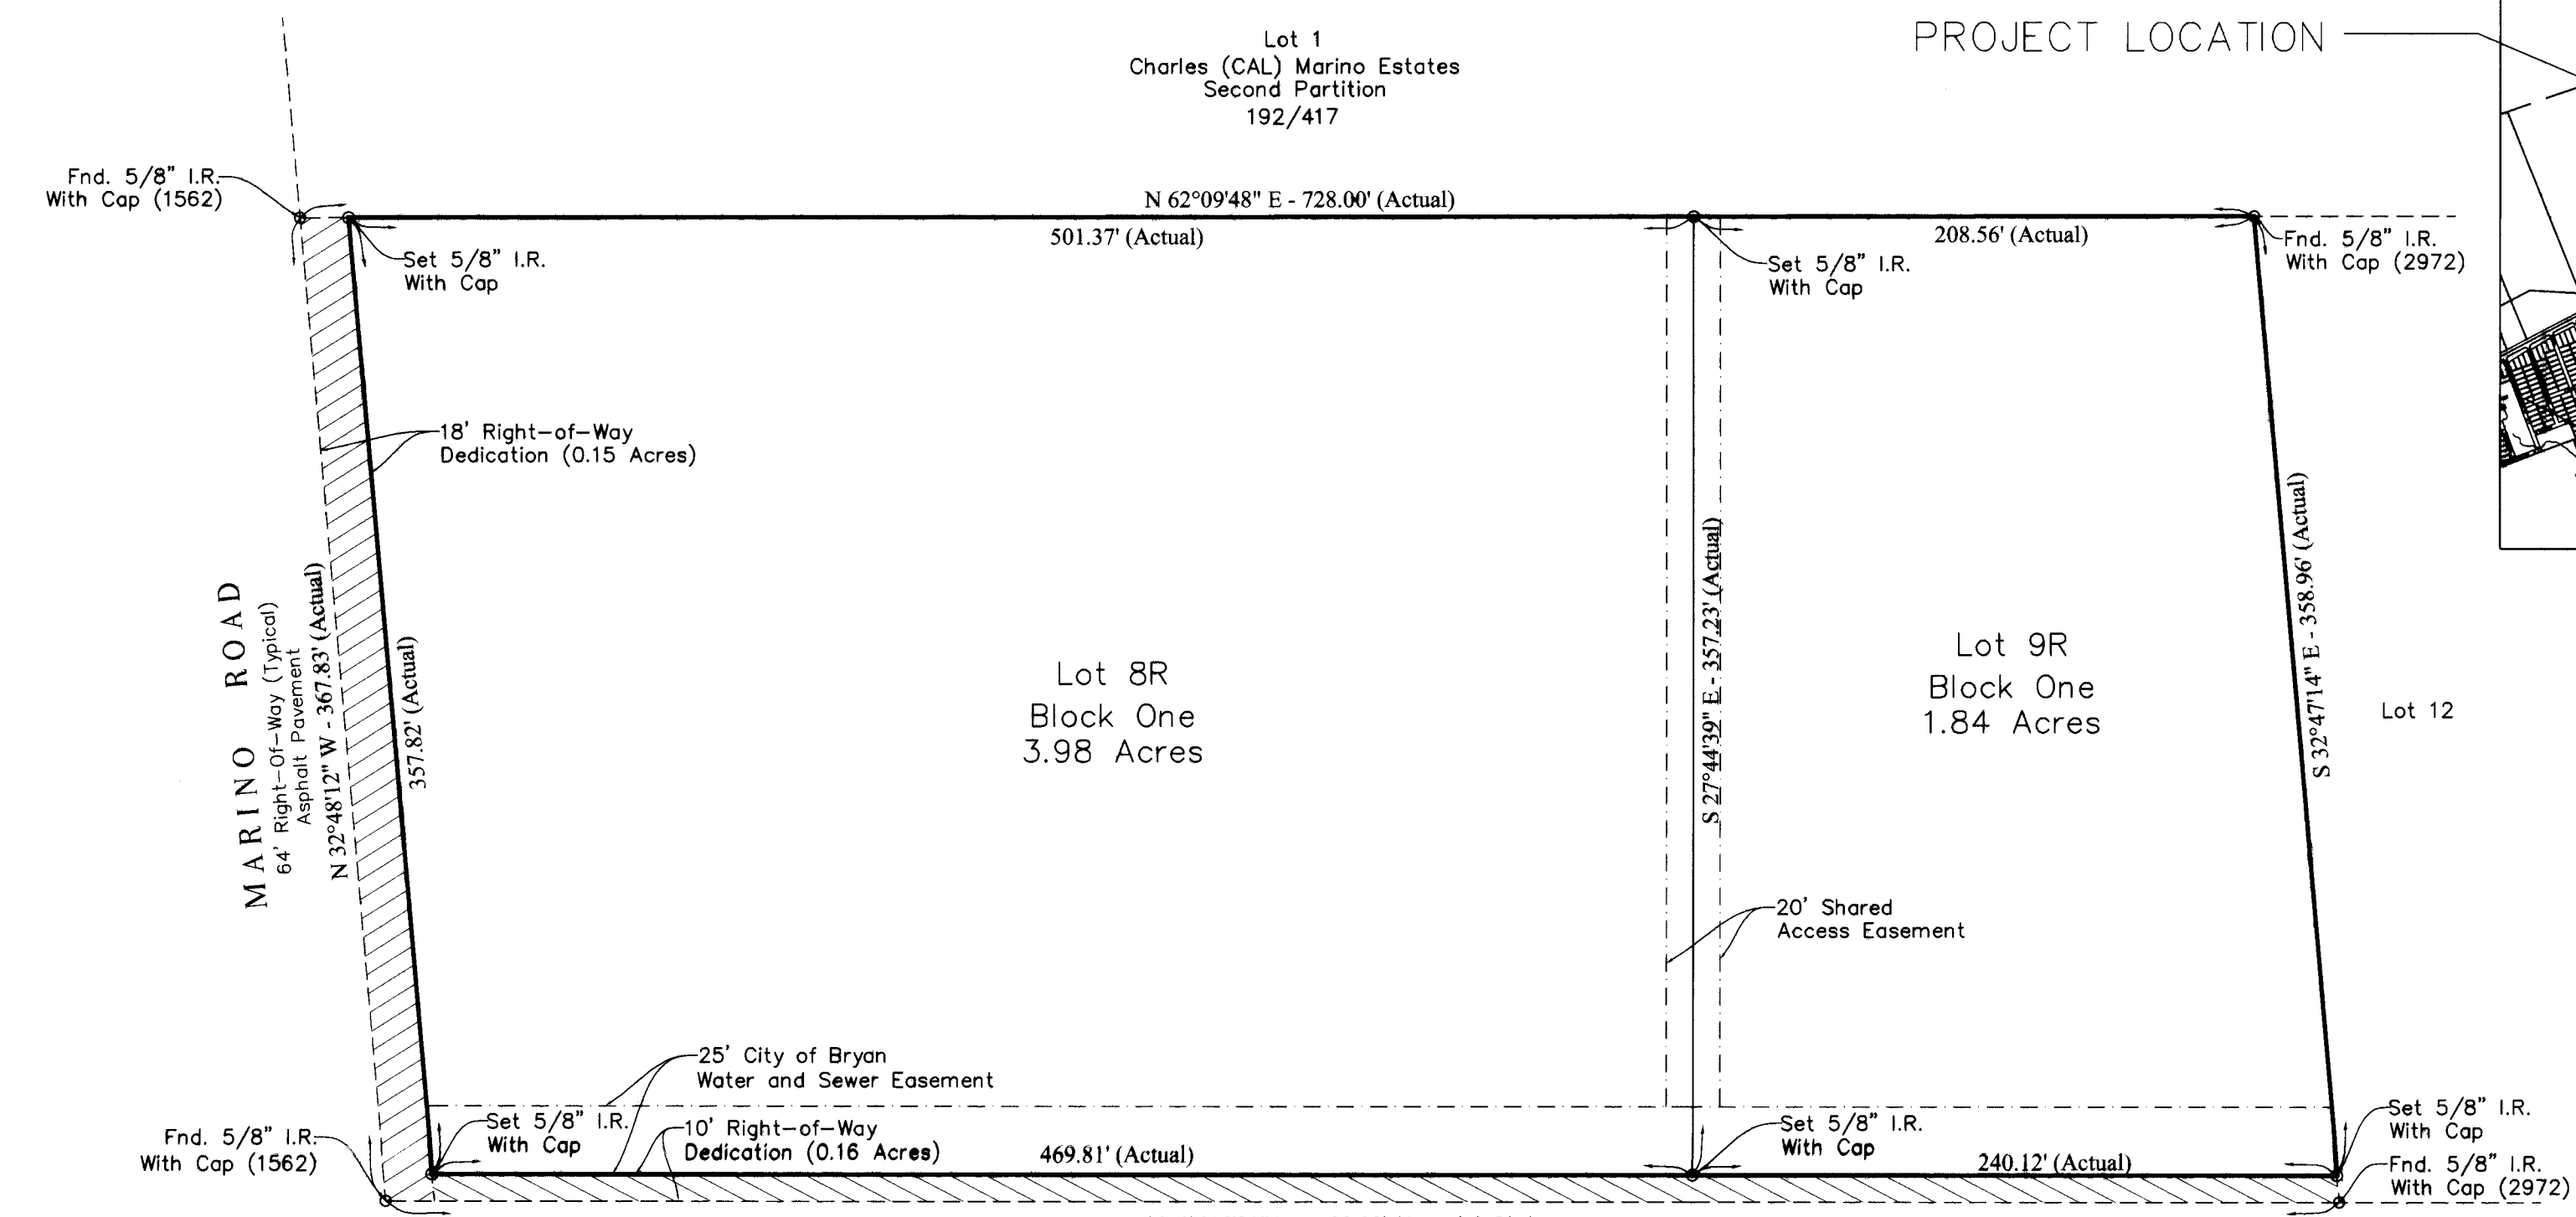 Lot 1
Charles (CAL) Marino Estates
Second Partition
192/417
PROJECT LOCATION
Fnd. 5/8" I.R.
With Cap (1562)
N 62°09'48" E - 728.00' (Actual)
501.37' (Actual)
208.56' (Actual)
Set 5/8" I.R.
With Cap
Set 5/8" I.R.
With Cap
Fnd. 5/8" I.R.
With Cap (2972)
18' Right-of-Way
Dedication (0.15 Acres)
MARINO ROAD
64' Right-Of-Way (Typical)
Asphalt Pavement
N 32°48'12" W - 367.83' (Actual)
357.82' (Actual)
Lot 8R
Block One
3.98 Acres
S 27°44'39" E - 357.23' (Actual)
Lot 9R
Block One
1.84 Acres
S 32°47'14" E - 358.96' (Actual)
Lot 12
20' Shared
Access Easement
25' City of Bryan
Water and Sewer Easement
Fnd. 5/8" I.R.
With Cap (1562)
Set 5/8" I.R.
With Cap
10' Right-of-Way
Dedication (0.16 Acres)
469.81' (Actual)
Set 5/8" I.R.
With Cap
240.12' (Actual)
Set 5/8" I.R.
With Cap
Fnd. 5/8" I.R.
With Cap (2972)